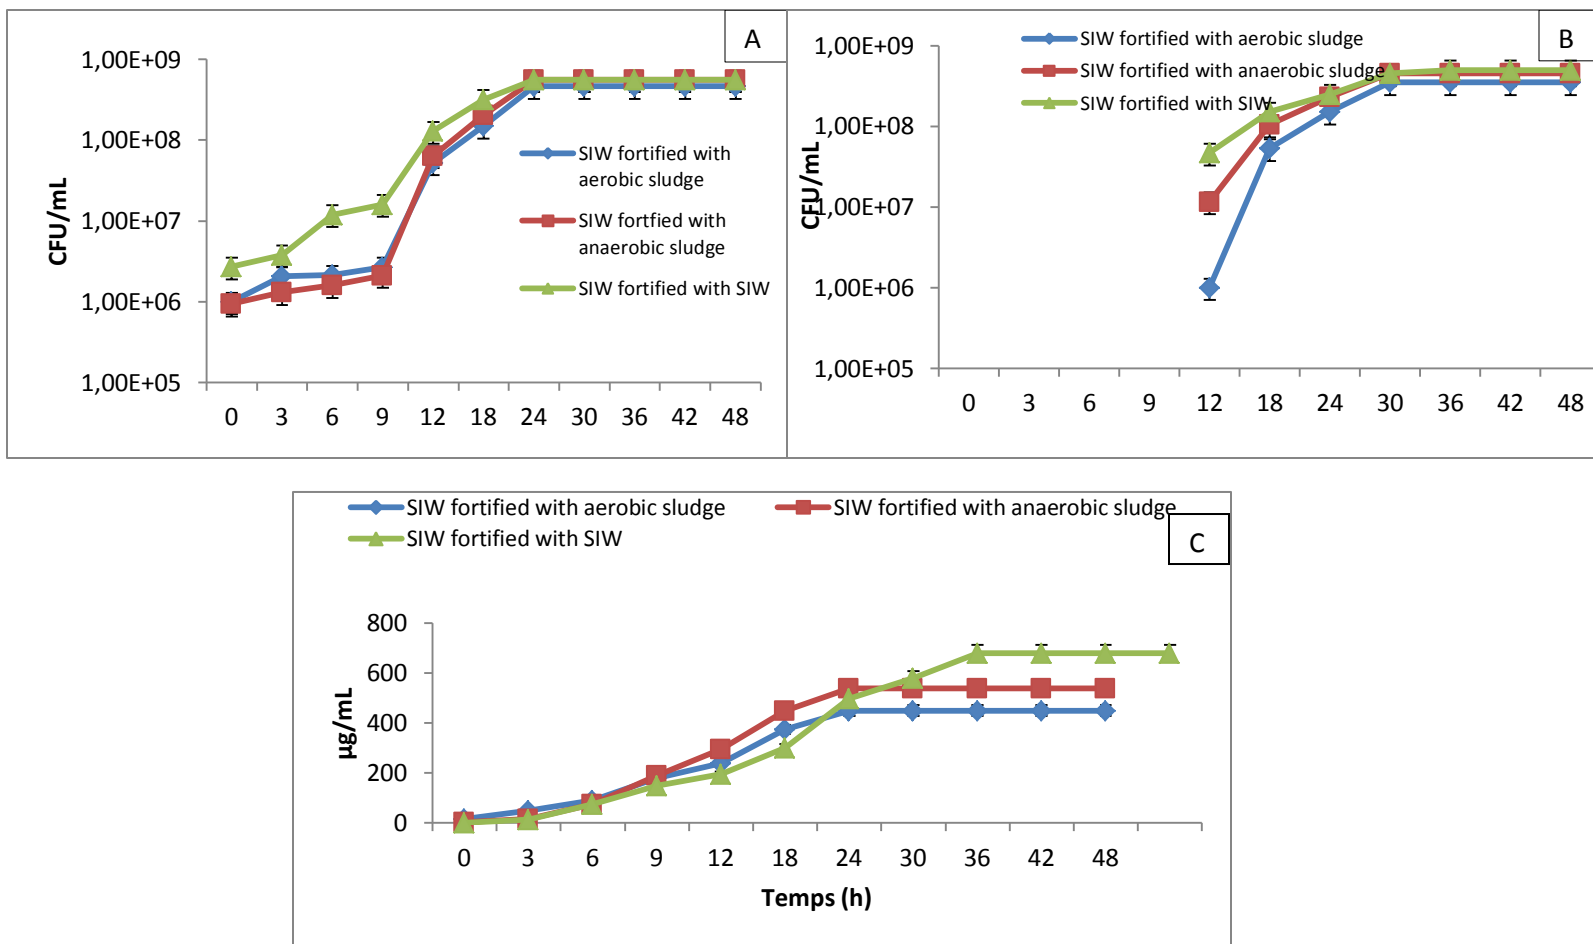 A
1,00E+09
1,00E+08
1,00E+07
1,00E+06
1,00E+05
CFU/mL
SIW fortified with
aerobic sludge
SIW fortfied with
anaerobic sludge
SIW fortified with SIW
0 3 6 9 12 18 24 30 36 42 48
B
SIW fortified with aerobic sludge
SIW fortified with anaerobic sludge
SIW fortified with SIW
1,00E+09
1,00E+08
1,00E+07
1,00E+06
1,00E+05
CFU/mL
0 3 6 9 12 18 24 30 36 42 48
SIW fortified with aerobic sludge SIW fortified with anaerobic sludge
SIW fortified with SIW
C
800
600
400
200
0
µg/mL
0 3 6 9 12 18 24 30 36 42 48
Temps (h)